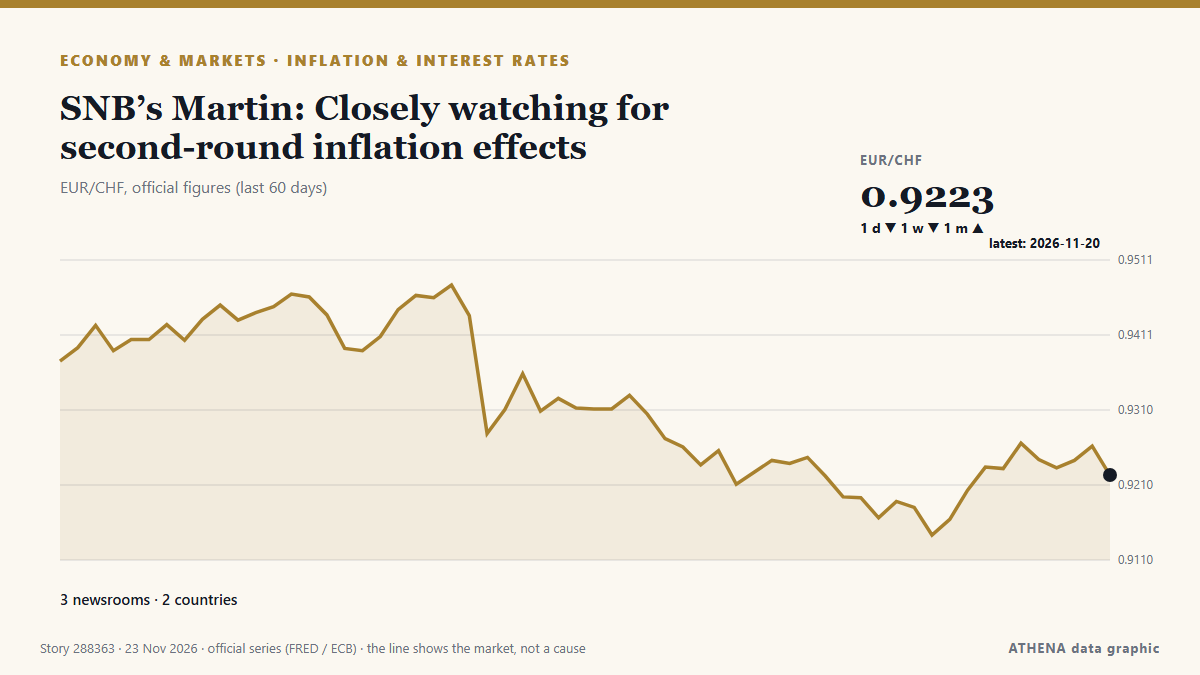 ECONOMY & MARKETS · INFLATION & INTEREST RATES
SNB’s Martin: Closely watching for
second-round inflation effects
EUR/CHF, official figures (last 60 days)
EUR/CHF
0.9223
1 d ▼ 1 w ▼ 1 m ▲
latest: 2026-11-20
0.9511
0.9411
0.9310
0.9210
0.9110
3 newsrooms · 2 countries
Story 288363 · 23 Nov 2026 · official series (FRED / ECB) · the line shows the market, not a cause
ATHENA data graphic